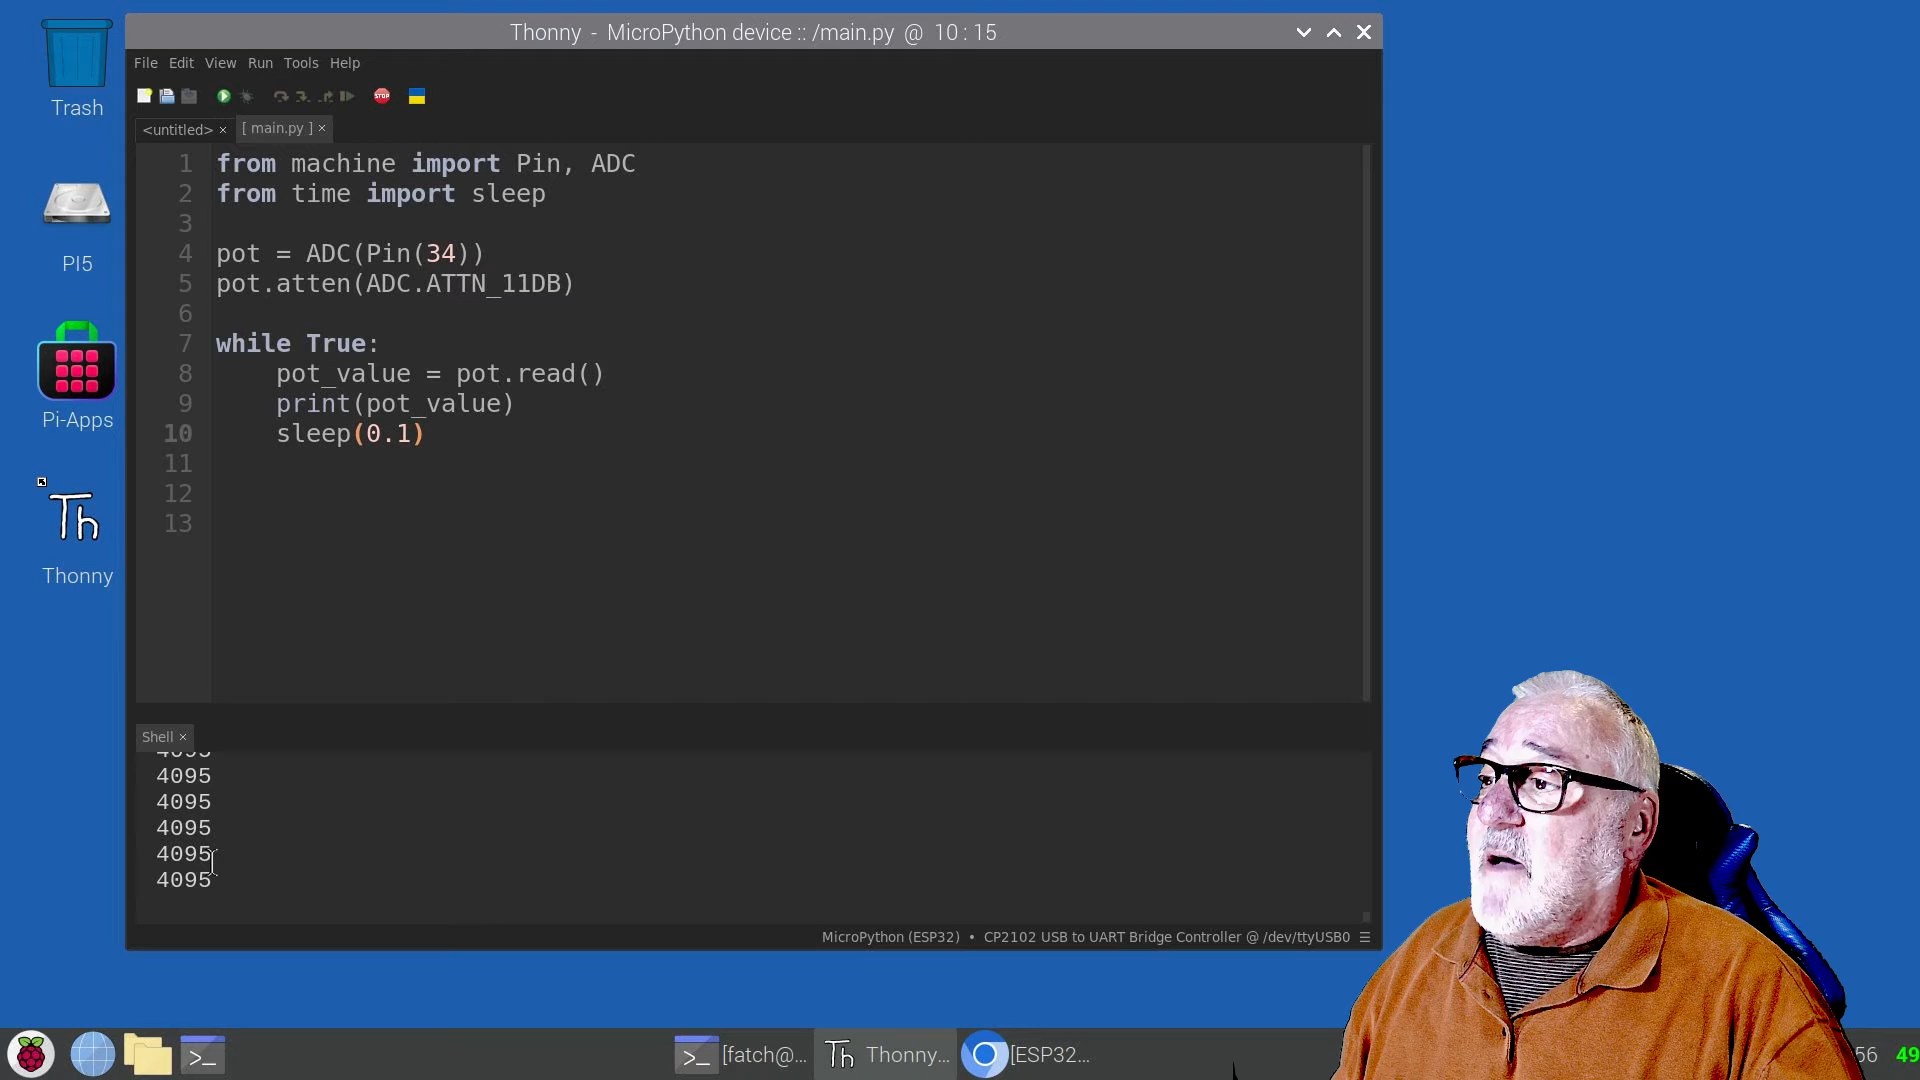 Trash
PI5
Pi-Apps
Th
Thonny
Thonny - MicroPython device :: /main.py @ 10 : 15
File Edit View Run Tools Help
STOP
<untitled> ×
[ main.py ] ×
1 from machine import Pin, ADC
2 from time import sleep
3
4 pot = ADC(Pin(34))
5 pot.atten(ADC.ATTN_11DB)
6
7 while True:
8 pot_value = pot.read()
9 print(pot_value)
10 sleep(0.1)
11
12
13
Shell ×
4095
4095
4095
4095
4095
4095
MicroPython (ESP32) • CP2102 USB to UART Bridge Controller @ /dev/ttyUSB0 ☰
>_
>_ [fatch@...
Th Thonny...
[ESP32...
56
49